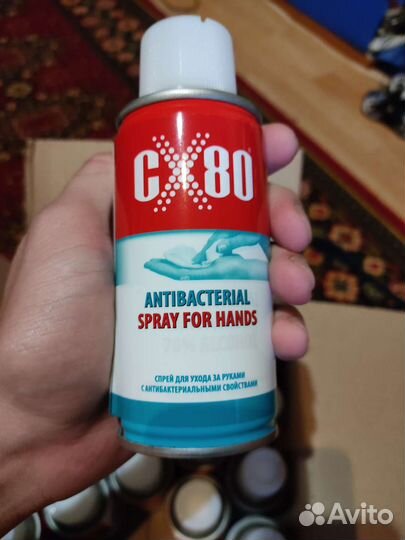 CX80
ANTIBACTERIAL
SPRAY FOR HANDS
СПРЕЙ ДЛЯ УХОДА ЗА РУКАМИ
С АНТИБАКТЕРИАЛЬНЫМИ СВОЙСТВАМИ
Avito